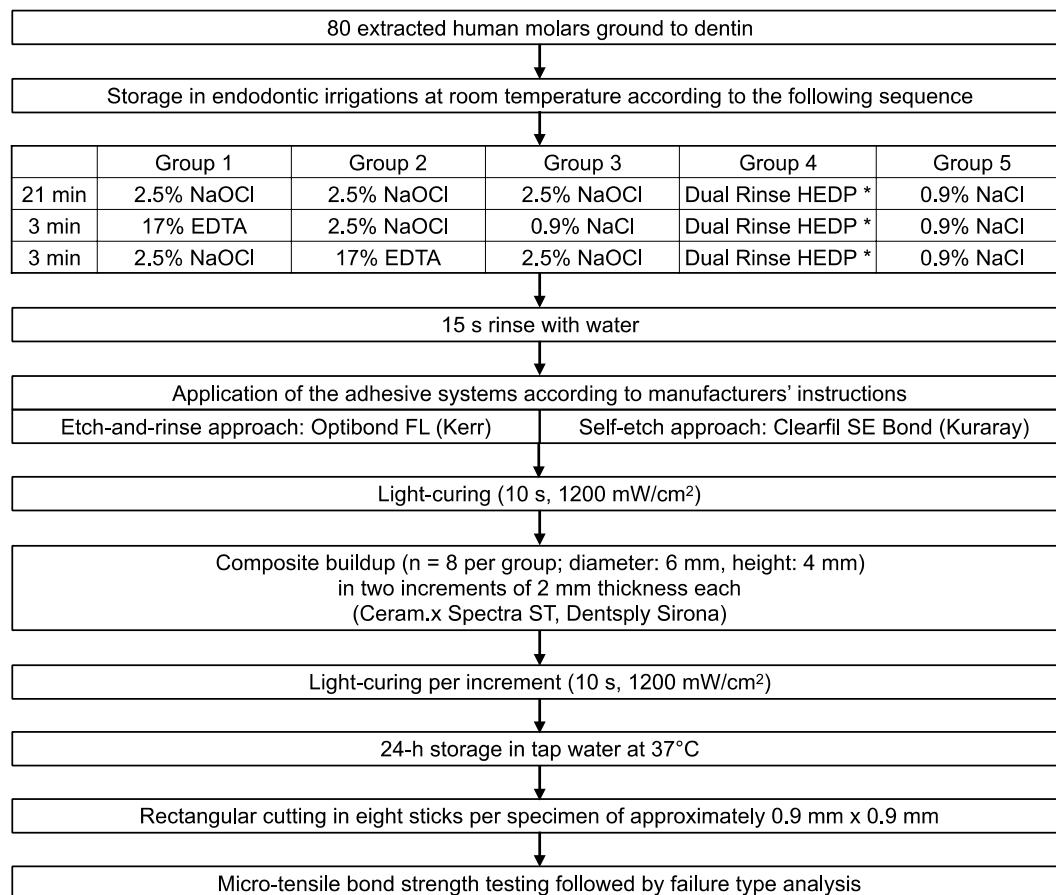 80 extracted human molars ground to dentin
Storage in endodontic irrigations at room temperature according to the following sequence
Group 1 Group 2 Group 3 Group 4 Group 5
21 min 2.5% NaOCl 2.5% NaOCl 2.5% NaOCl Dual Rinse HEDP * 0.9% NaCl
3 min 17% EDTA 2.5% NaOCl 0.9% NaCl Dual Rinse HEDP * 0.9% NaCl
3 min 2.5% NaOCl 17% EDTA 2.5% NaOCl Dual Rinse HEDP * 0.9% NaCl
15 s rinse with water
Application of the adhesive systems according to manufacturers’ instructions
Etch-and-rinse approach: Optibond FL (Kerr) Self-etch approach: Clearfil SE Bond (Kuraray)
Light-curing (10 s, 1200 mW/cm²)
Composite buildup (n = 8 per group; diameter: 6 mm, height: 4 mm)
in two increments of 2 mm thickness each
(Ceram.x Spectra ST, Dentsply Sirona)
Light-curing per increment (10 s, 1200 mW/cm²)
24-h storage in tap water at 37°C
Rectangular cutting in eight sticks per specimen of approximately 0.9 mm x 0.9 mm
Micro-tensile bond strength testing followed by failure type analysis